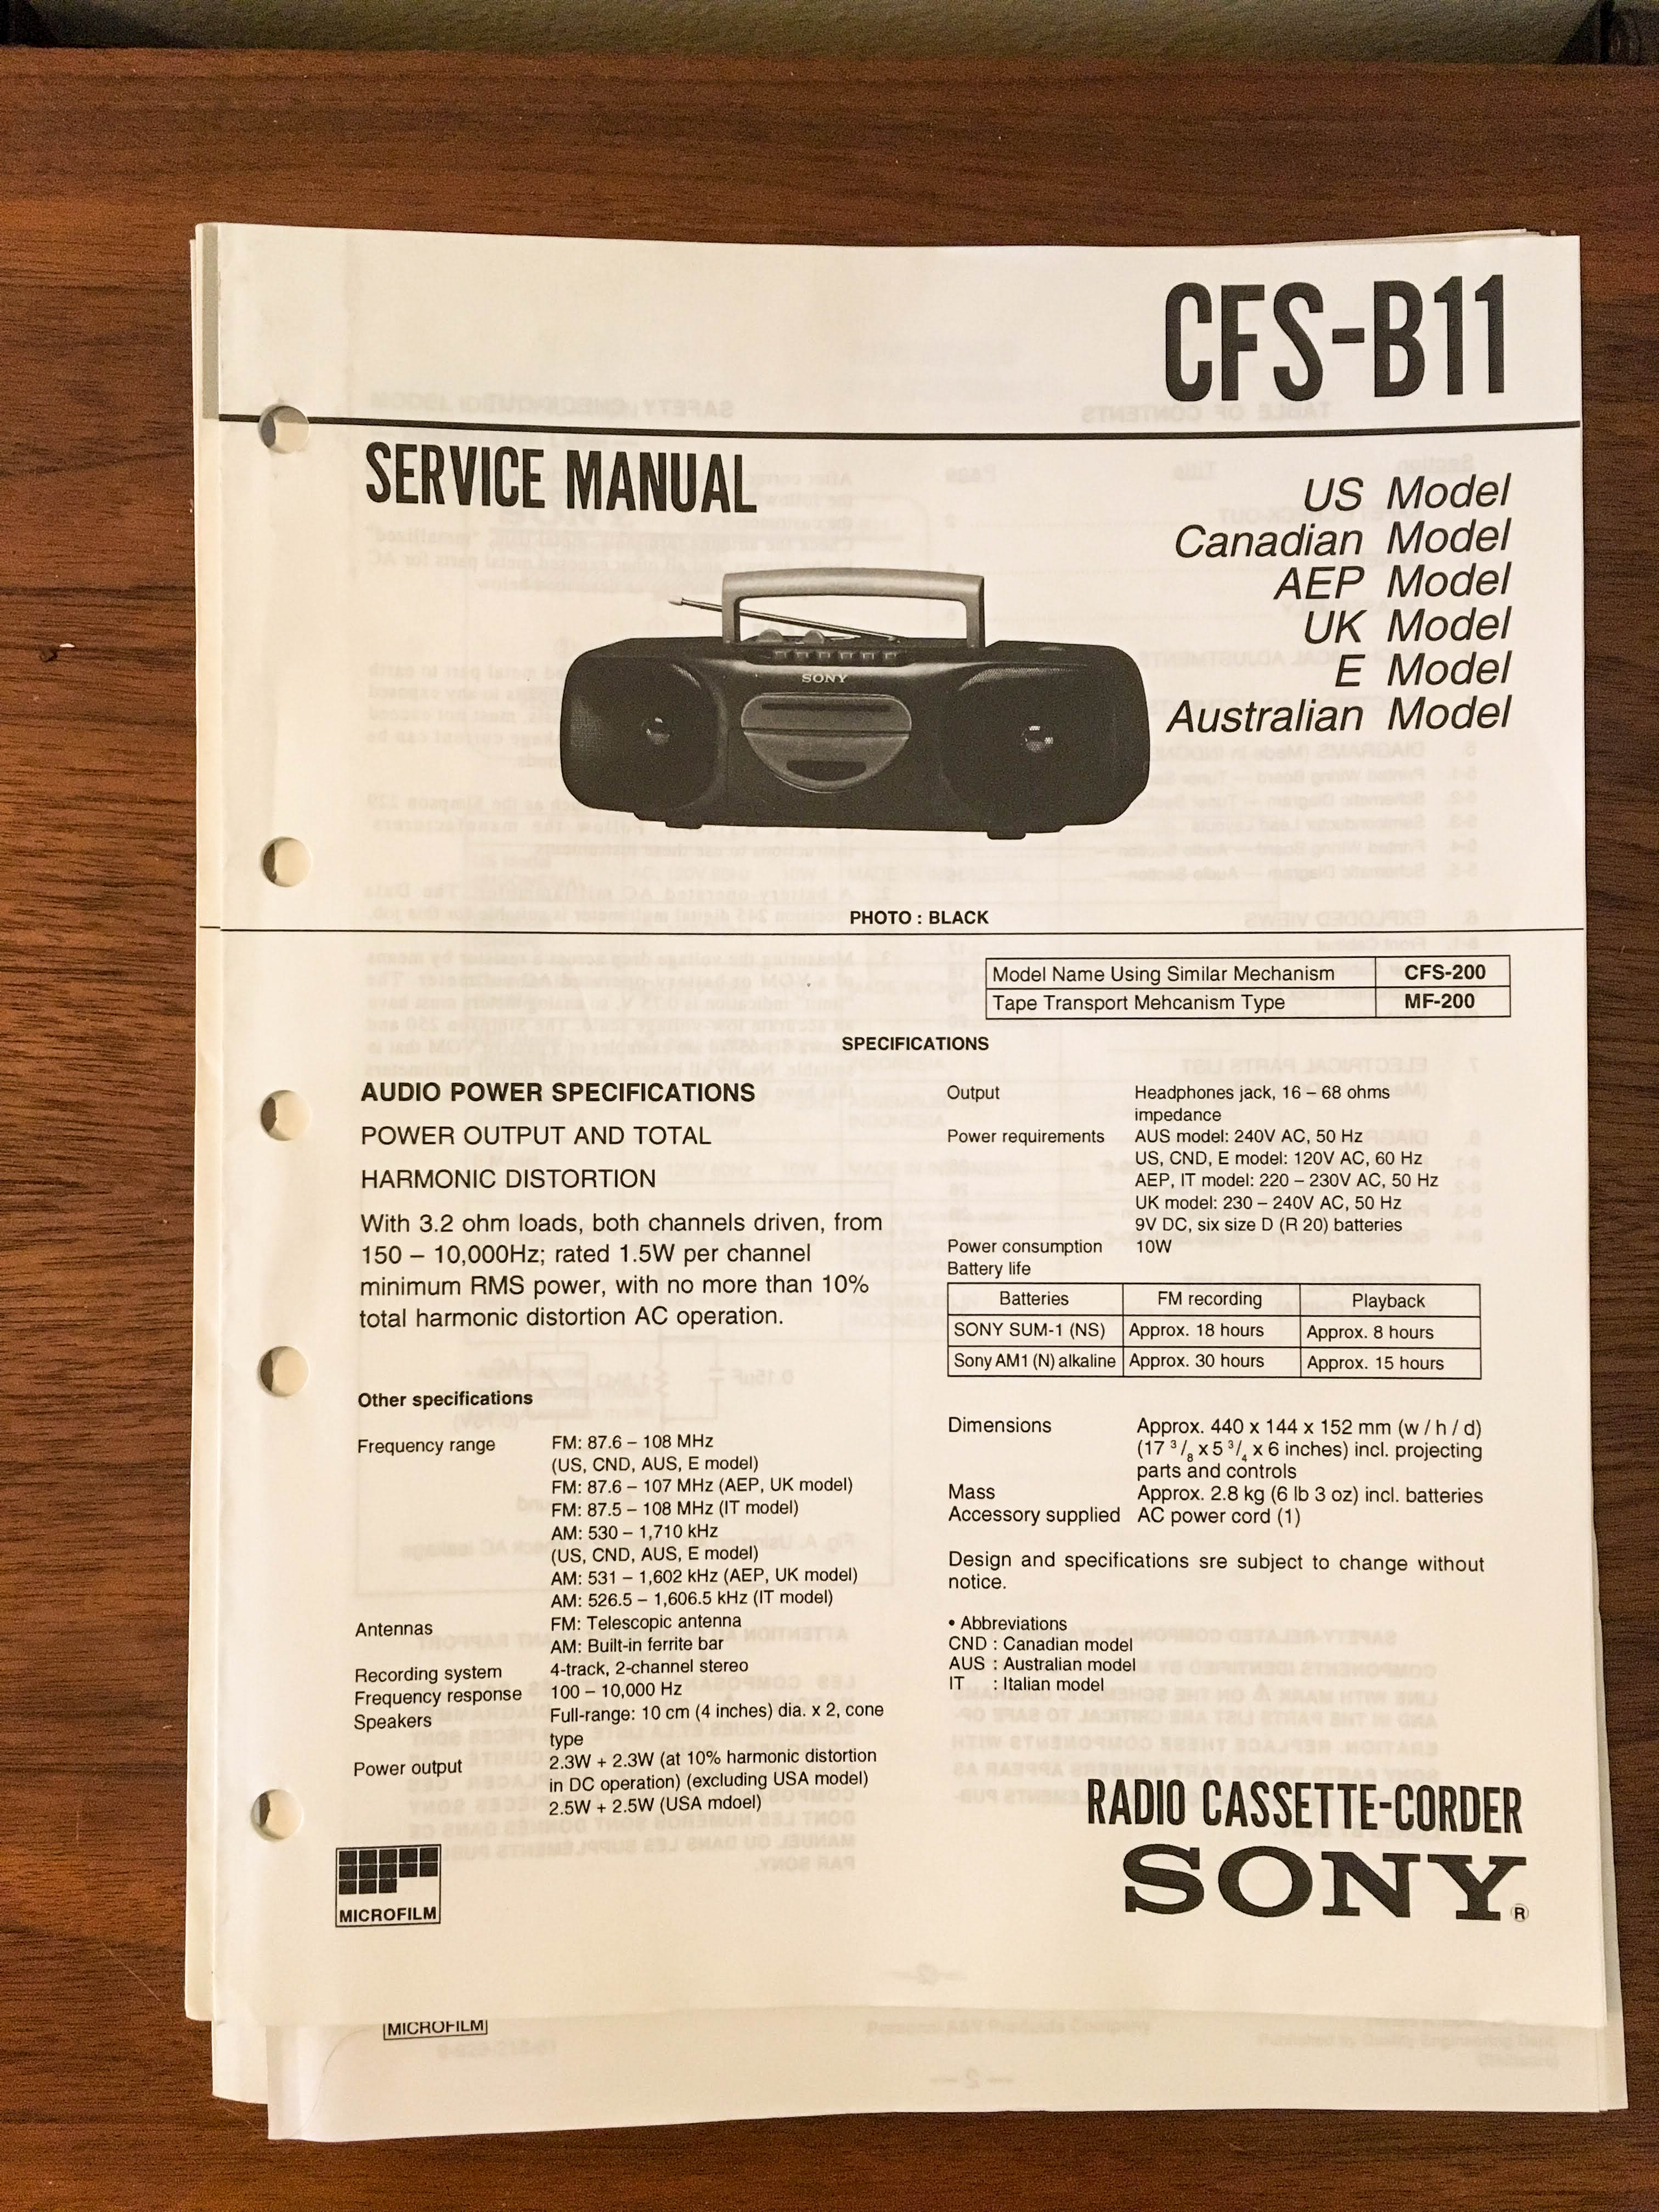 CFS-B11
SERVICE MANUAL
US Model
Canadian Model
AEP Model
UK Model
E Model
Australian Model
SONY
PHOTO : BLACK
Model Name Using Similar Mechanism CFS-200
Tape Transport Mehcanism Type MF-200
SPECIFICATIONS
AUDIO POWER SPECIFICATIONS
POWER OUTPUT AND TOTAL
HARMONIC DISTORTION
With 3.2 ohm loads, both channels driven, from
150 – 10,000Hz; rated 1.5W per channel
minimum RMS power, with no more than 10%
total harmonic distortion AC operation.
Other specifications
Frequency range FM: 87.6 – 108 MHz
(US, CND, AUS, E model)
FM: 87.6 – 107 MHz (AEP, UK model)
FM: 87.5 – 108 MHz (IT model)
AM: 530 – 1,710 kHz
(US, CND, AUS, E model)
AM: 531 – 1,602 kHz (AEP, UK model)
AM: 526.5 – 1,606.5 kHz (IT model)
Antennas FM: Telescopic antenna
AM: Built-in ferrite bar
Recording system 4-track, 2-channel stereo
Frequency response 100 – 10,000 Hz
Speakers Full-range: 10 cm (4 inches) dia. x 2, cone
type
Power output 2.3W + 2.3W (at 10% harmonic distortion
in DC operation) (excluding USA model)
2.5W + 2.5W (USA mdoel)
Output Headphones jack, 16 – 68 ohms
impedance
Power requirements AUS model: 240V AC, 50 Hz
US, CND, E model: 120V AC, 60 Hz
AEP, IT model: 220 – 230V AC, 50 Hz
UK model: 230 – 240V AC, 50 Hz
9V DC, six size D (R 20) batteries
Power consumption 10W
Battery life
Batteries FM recording Playback
SONY SUM-1 (NS) Approx. 18 hours Approx. 8 hours
Sony AM1 (N) alkaline Approx. 30 hours Approx. 15 hours
Dimensions Approx. 440 x 144 x 152 mm (w / h / d)
(17 3/8 x 5 3/4 x 6 inches) incl. projecting
parts and controls
Mass Approx. 2.8 kg (6 lb 3 oz) incl. batteries
Accessory supplied AC power cord (1)
Design and specifications sre subject to change without
notice.
• Abbreviations
CND : Canadian model
AUS : Australian model
IT : Italian model
MICROFILM
RADIO CASSETTE-CORDER
SONY®
MICROFILM